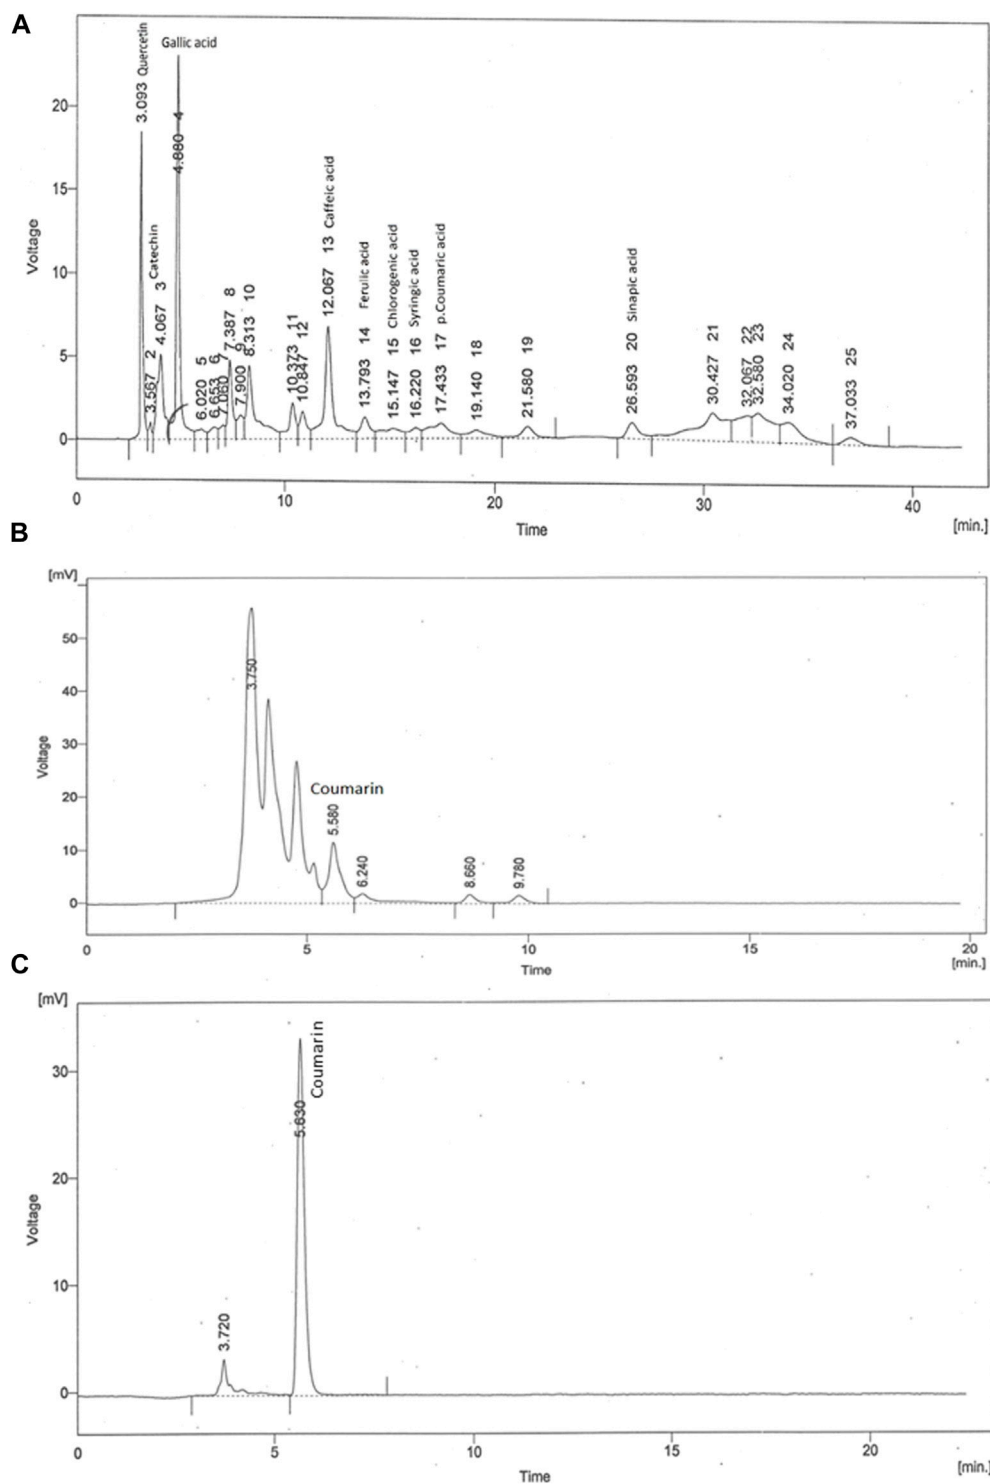 A
Voltage
20
15
10
5
0
3.093 Quercetin
3.567 2
4.067 3 Catechin
4.880 4
Gallic acid
6.020 5
6.653 6
7.060 7
7.387 8
7.900 9
8.313 10
10.373 11
10.847 12
12.067 13 Caffeic acid
13.793 14 Ferulic acid
15.147 15 Chlorogenic acid
16.220 16 Syringic acid
17.433 17 p.Coumaric acid
19.140 18
21.580 19
26.593 20 Sinapic acid
30.427 21
32.067 22
32.580 23
34.020 24
37.033 25
0 10 20 30 40
Time
[min.]
B
[mV]
Voltage
50
40
30
20
10
0
3.750
Coumarin
5.580
6.240
8.660
9.780
0 5 10 15 20
Time
[min.]
C
[mV]
Voltage
30
20
10
0
3.720
5.630
Coumarin
0 5 10 15 20
Time
[min.]